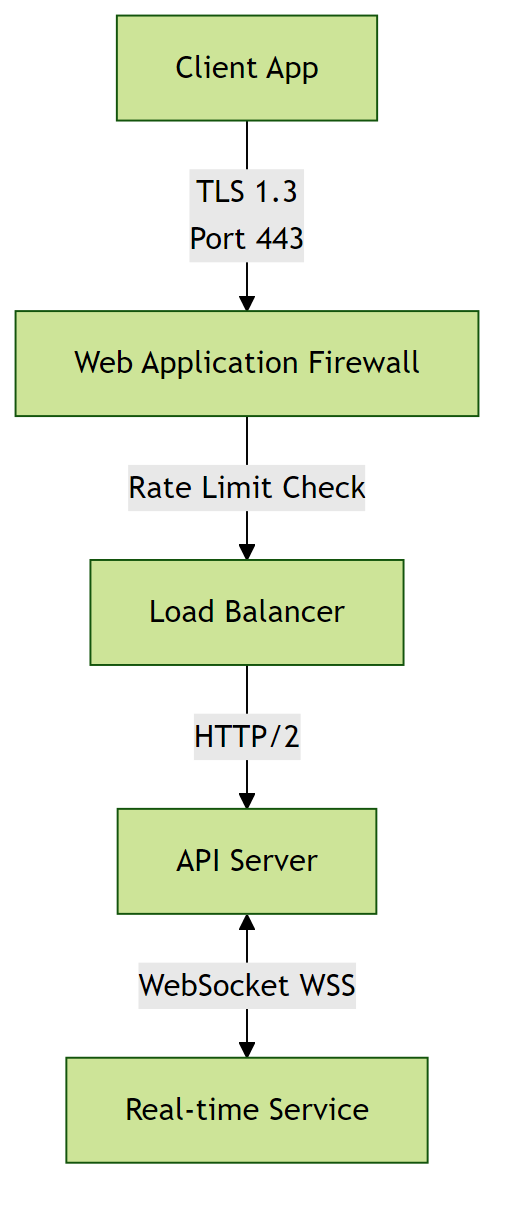 Client App
TLS 1.3
Port 443
Web Application Firewall
Rate Limit Check
Load Balancer
HTTP/2
API Server
WebSocket WSS
Real-time Service